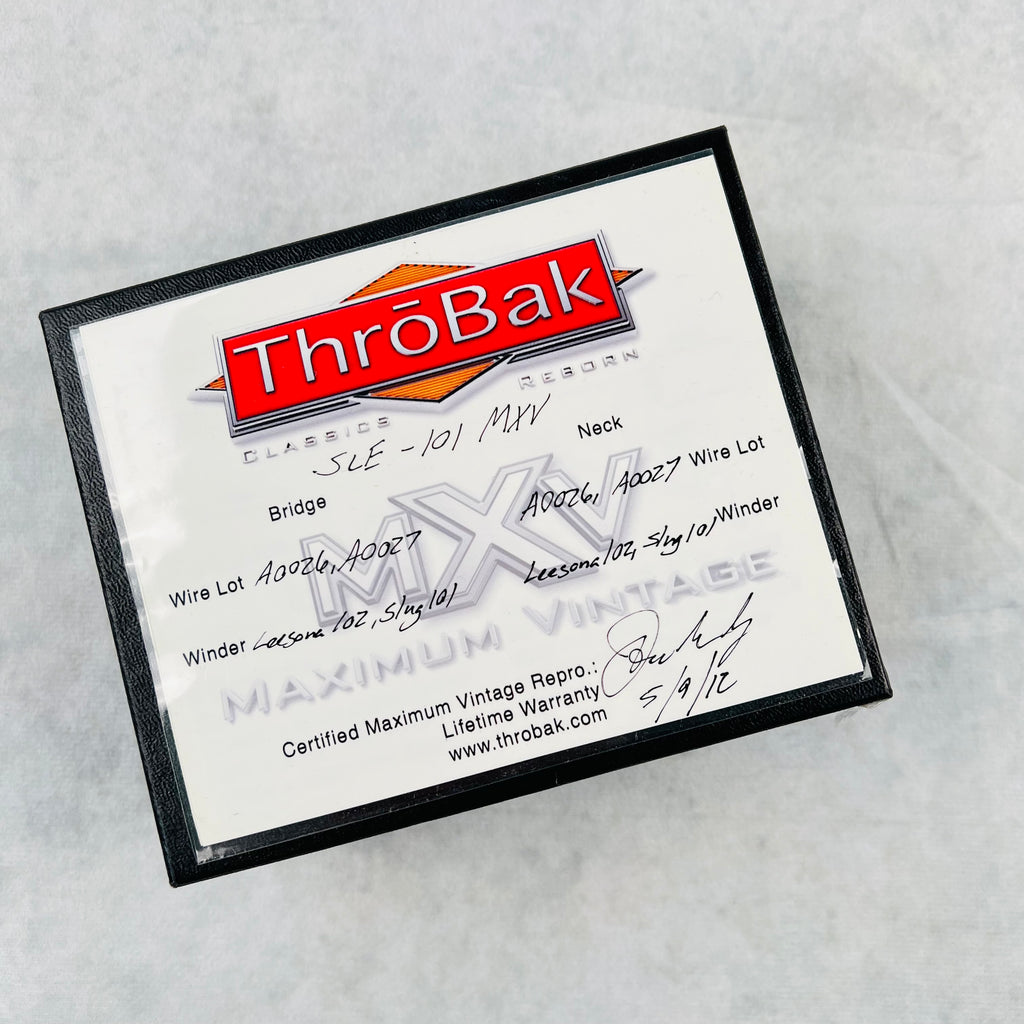 ThrōBak
CLASSICS REBORN
SLE-101 MXV
Bridge
Neck
MXV
Wire Lot A0026, A0027
A0026, A0027 Wire Lot
Winder Leesona 102, Slug 101
Leesona 102, Slug 101 Winder
MAXIMUM VINTAGE
Certified Maximum Vintage Repro.:
Lifetime Warranty
5/9/12
www.throbak.com